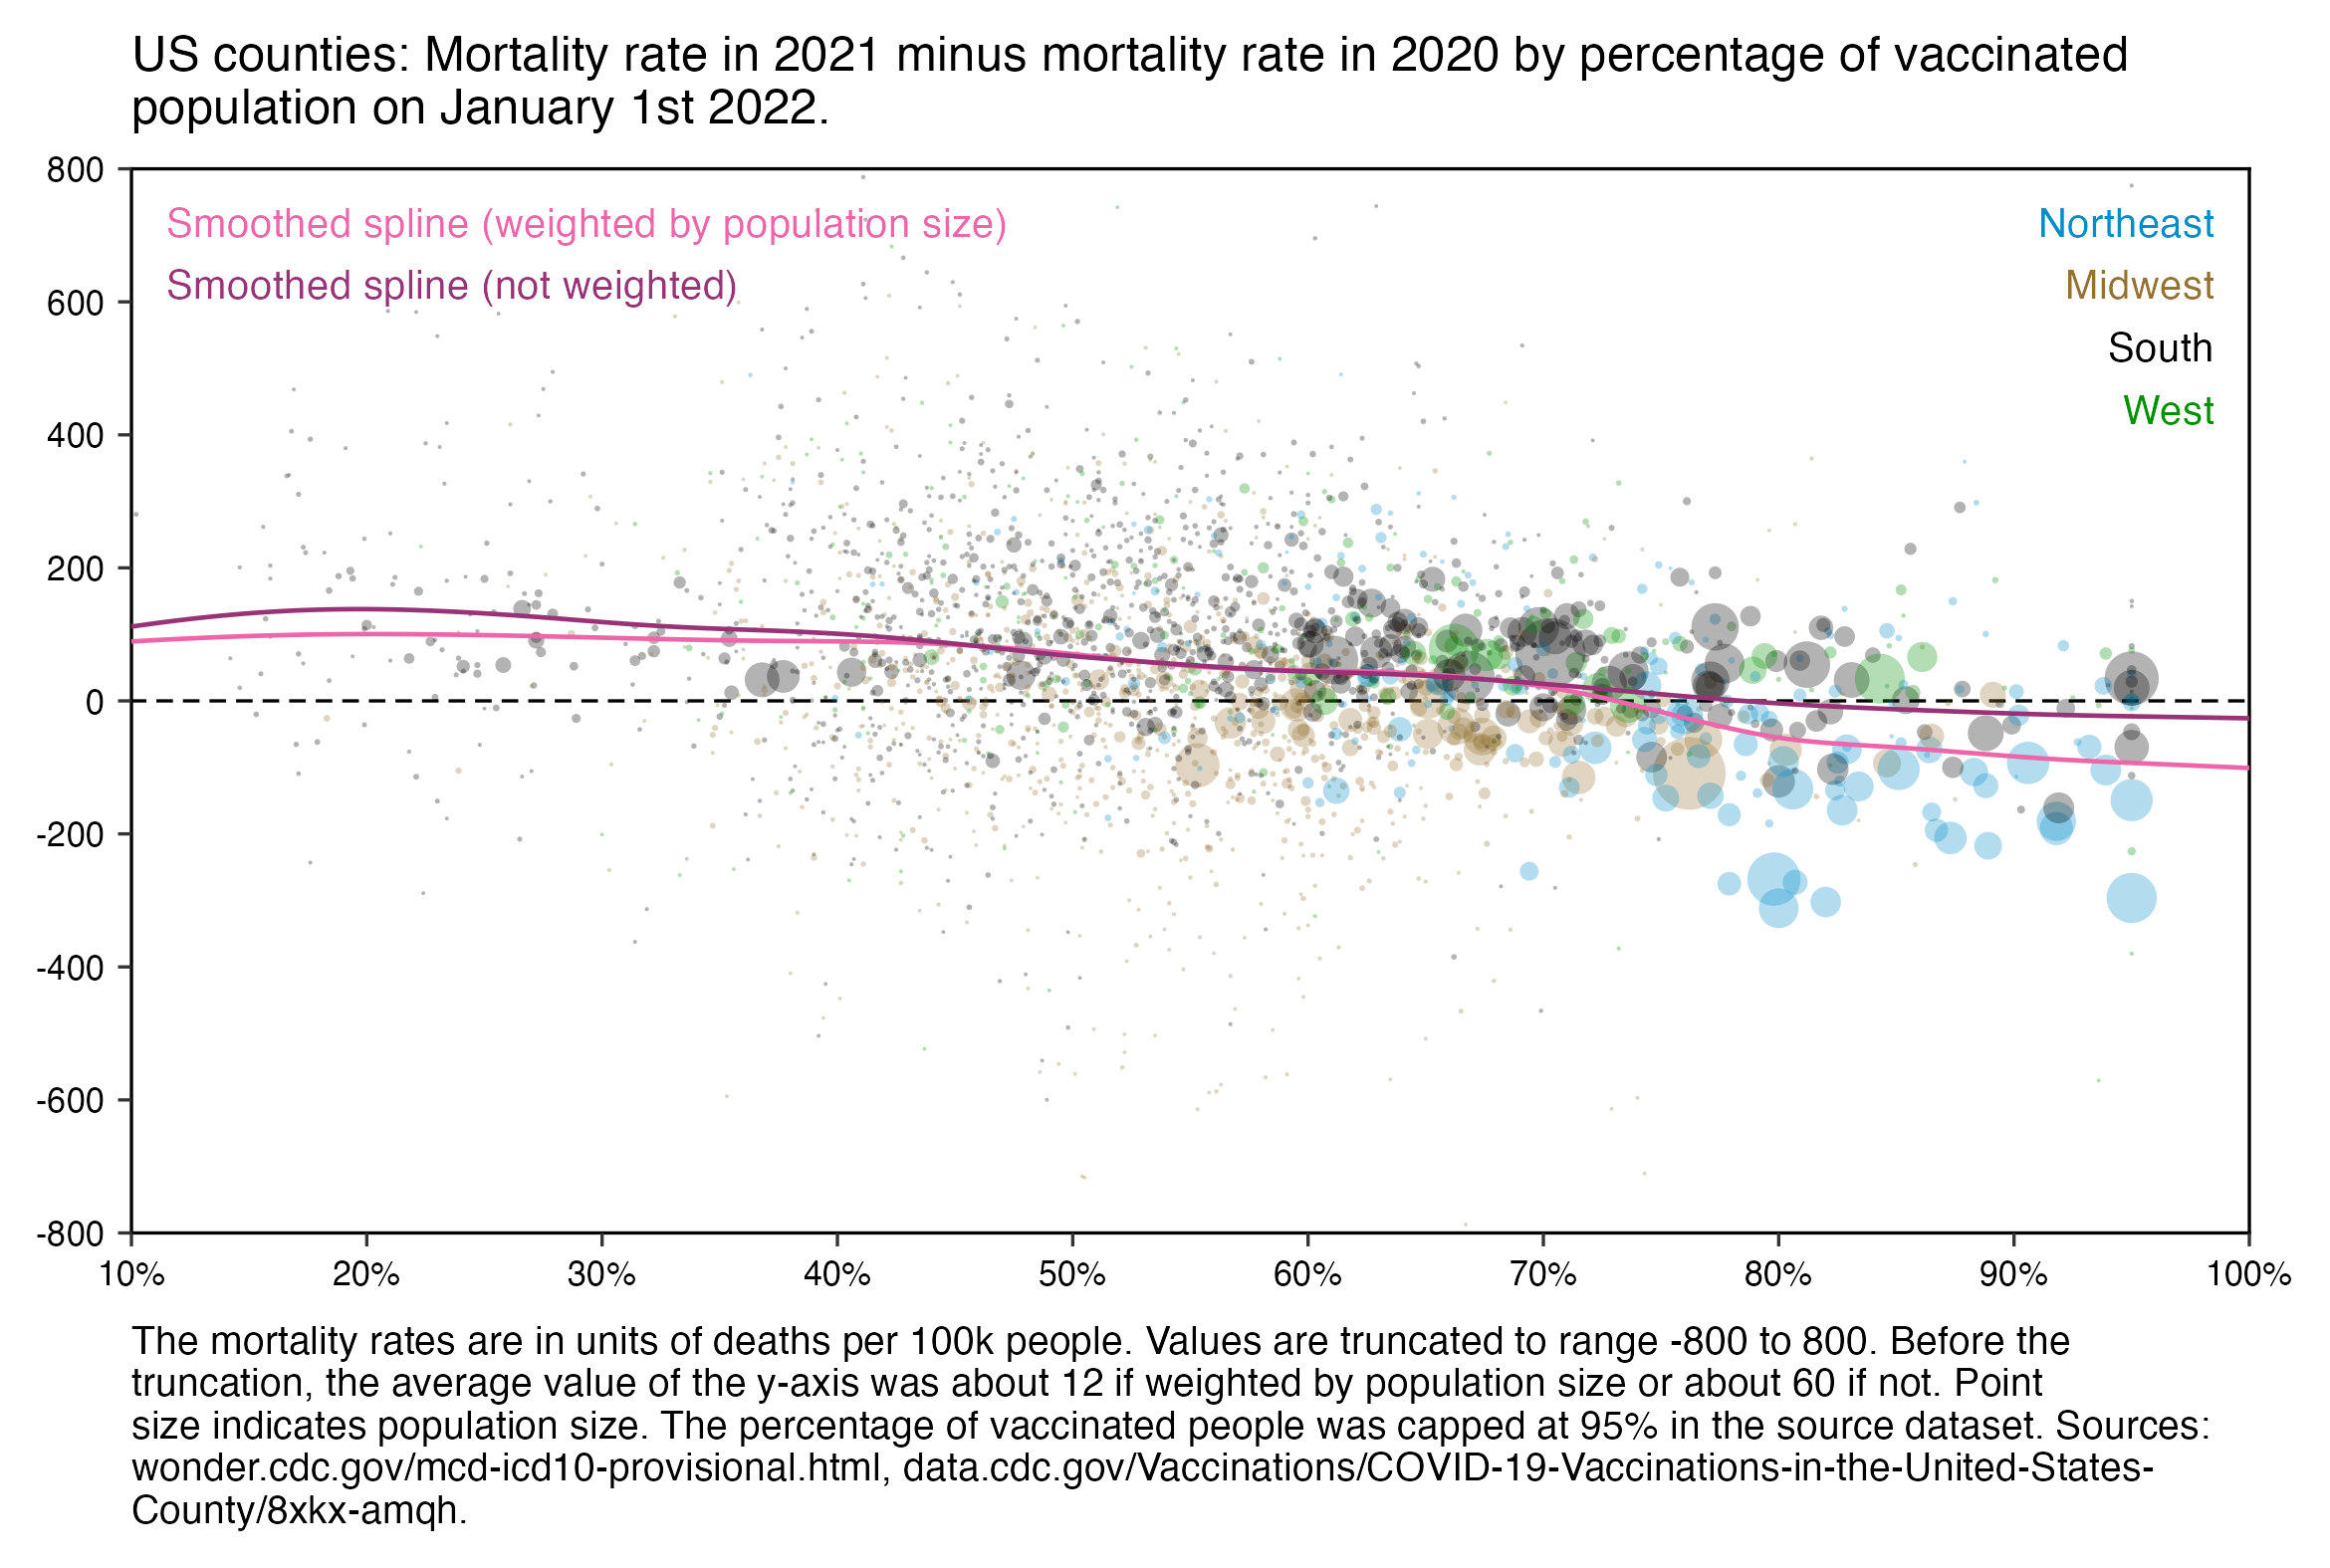 US counties: Mortality rate in 2021 minus mortality rate in 2020 by percentage of vaccinated
population on January 1st 2022.
800
600
400
200
0
-200
-400
-600
-800
Smoothed spline (weighted by population size)
Smoothed spline (not weighted)
Northeast
Midwest
South
West
10% 20% 30% 40% 50% 60% 70% 80% 90% 100%
The mortality rates are in units of deaths per 100k people. Values are truncated to range -800 to 800. Before the
truncation, the average value of the y-axis was about 12 if weighted by population size or about 60 if not. Point
size indicates population size. The percentage of vaccinated people was capped at 95% in the source dataset. Sources:
wonder.cdc.gov/mcd-icd10-provisional.html, data.cdc.gov/Vaccinations/COVID-19-Vaccinations-in-the-United-States-
County/8xkx-amqh.